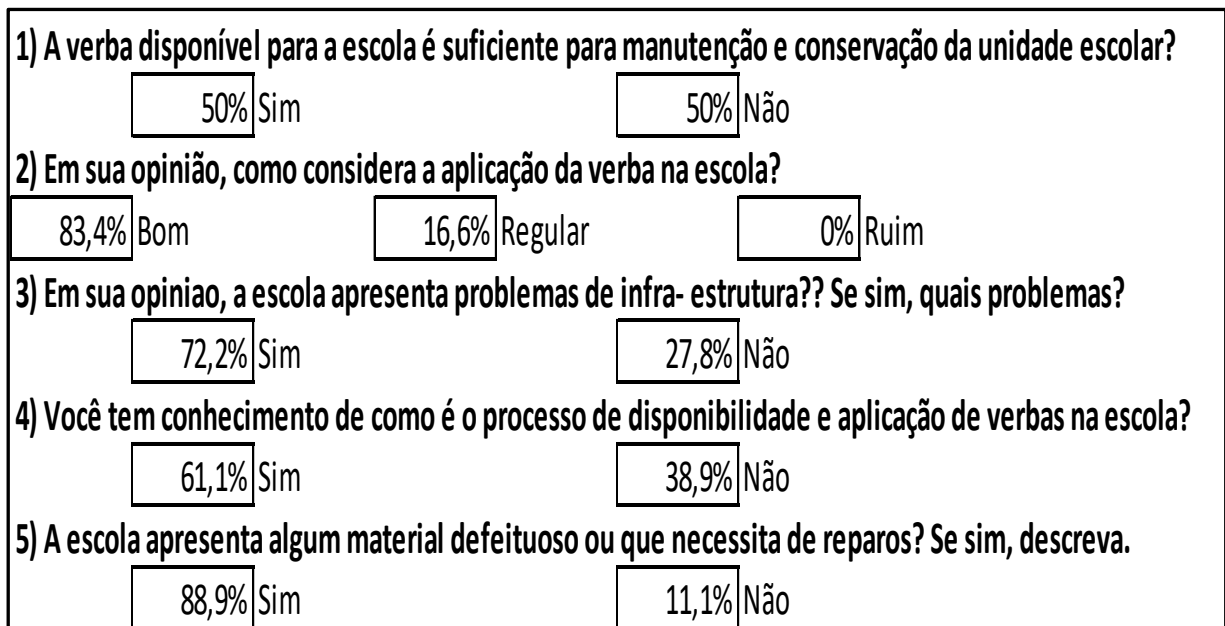 1) A verba disponível para a escola é suficiente para manutenção e conservação da unidade escolar?
50% Sim 50% Não
2) Em sua opinião, como considera a aplicação da verba na escola?
83,4% Bom 16,6% Regular 0% Ruim
3) Em sua opiniao, a escola apresenta problemas de infra- estrutura?? Se sim, quais problemas?
72,2% Sim 27,8% Não
4) Você tem conhecimento de como é o processo de disponibilidade e aplicação de verbas na escola?
61,1% Sim 38,9% Não
5) A escola apresenta algum material defeituoso ou que necessita de reparos? Se sim, descreva.
88,9% Sim 11,1% Não